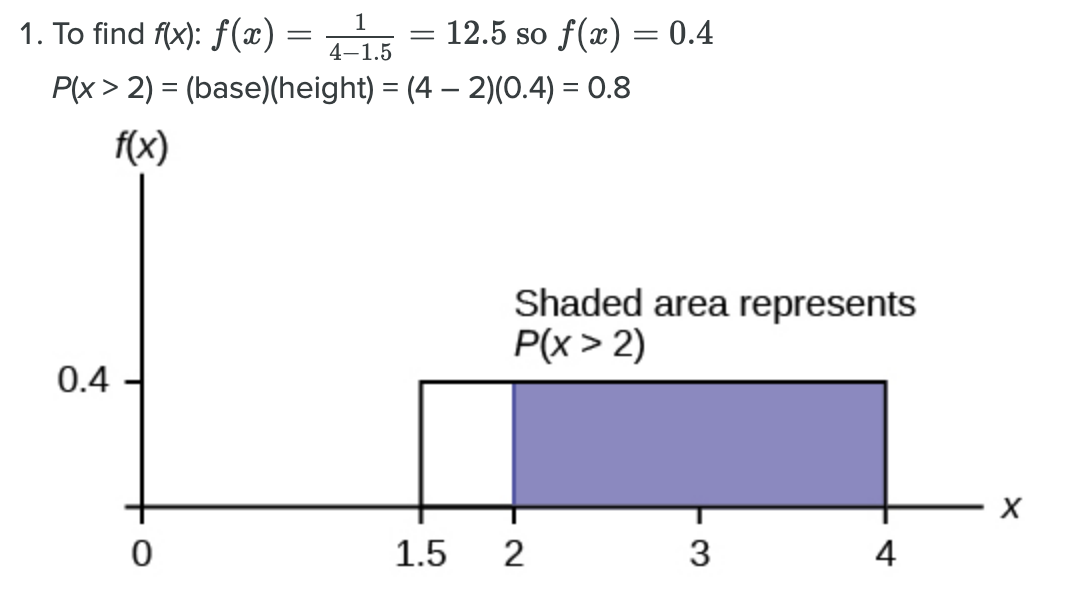 1. To find f(x): f(x) = 1/(4−1.5) = 12.5 so f(x) = 0.4
P(x > 2) = (base)(height) = (4 – 2)(0.4) = 0.8
f(x)
Shaded area represents
P(x > 2)
0.4
x
0 1.5 2 3 4